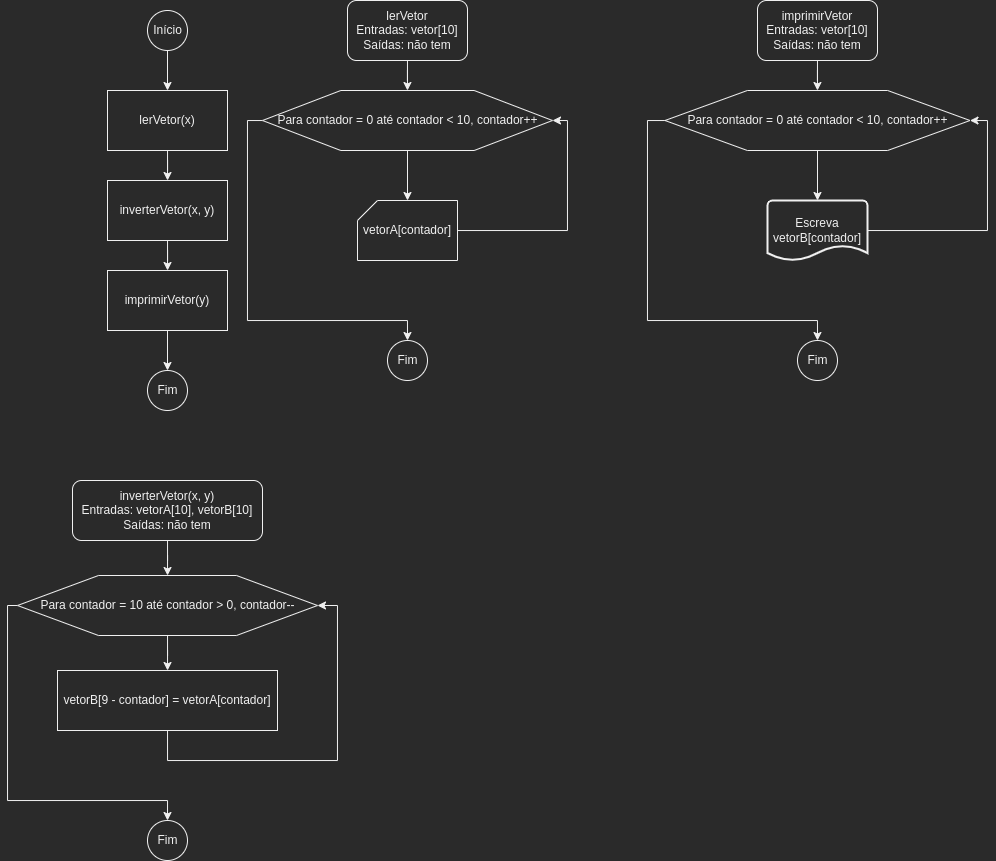 Início
lerVetor(x)
inverterVetor(x, y)
imprimirVetor(y)
Fim
lerVetor
Entradas: vetor[10]
Saídas: não tem
Para contador = 0 até contador < 10, contador++
vetorA[contador]
Fim
imprimirVetor
Entradas: vetor[10]
Saídas: não tem
Para contador = 0 até contador < 10, contador++
Escreva
vetorB[contador]
Fim
inverterVetor(x, y)
Entradas: vetorA[10], vetorB[10]
Saídas: não tem
Para contador = 10 até contador > 0, contador--
vetorB[9 - contador] = vetorA[contador]
Fim